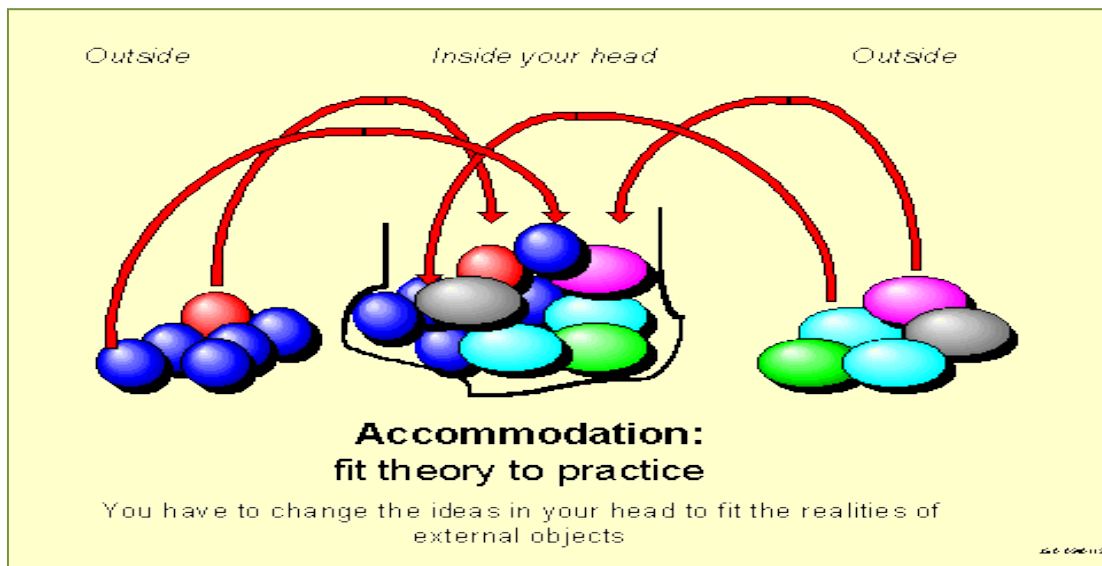 Outside Inside your head Outside
Accommodation:
fit theory to practice
You have to change the ideas in your head to fit the realities of
external objects